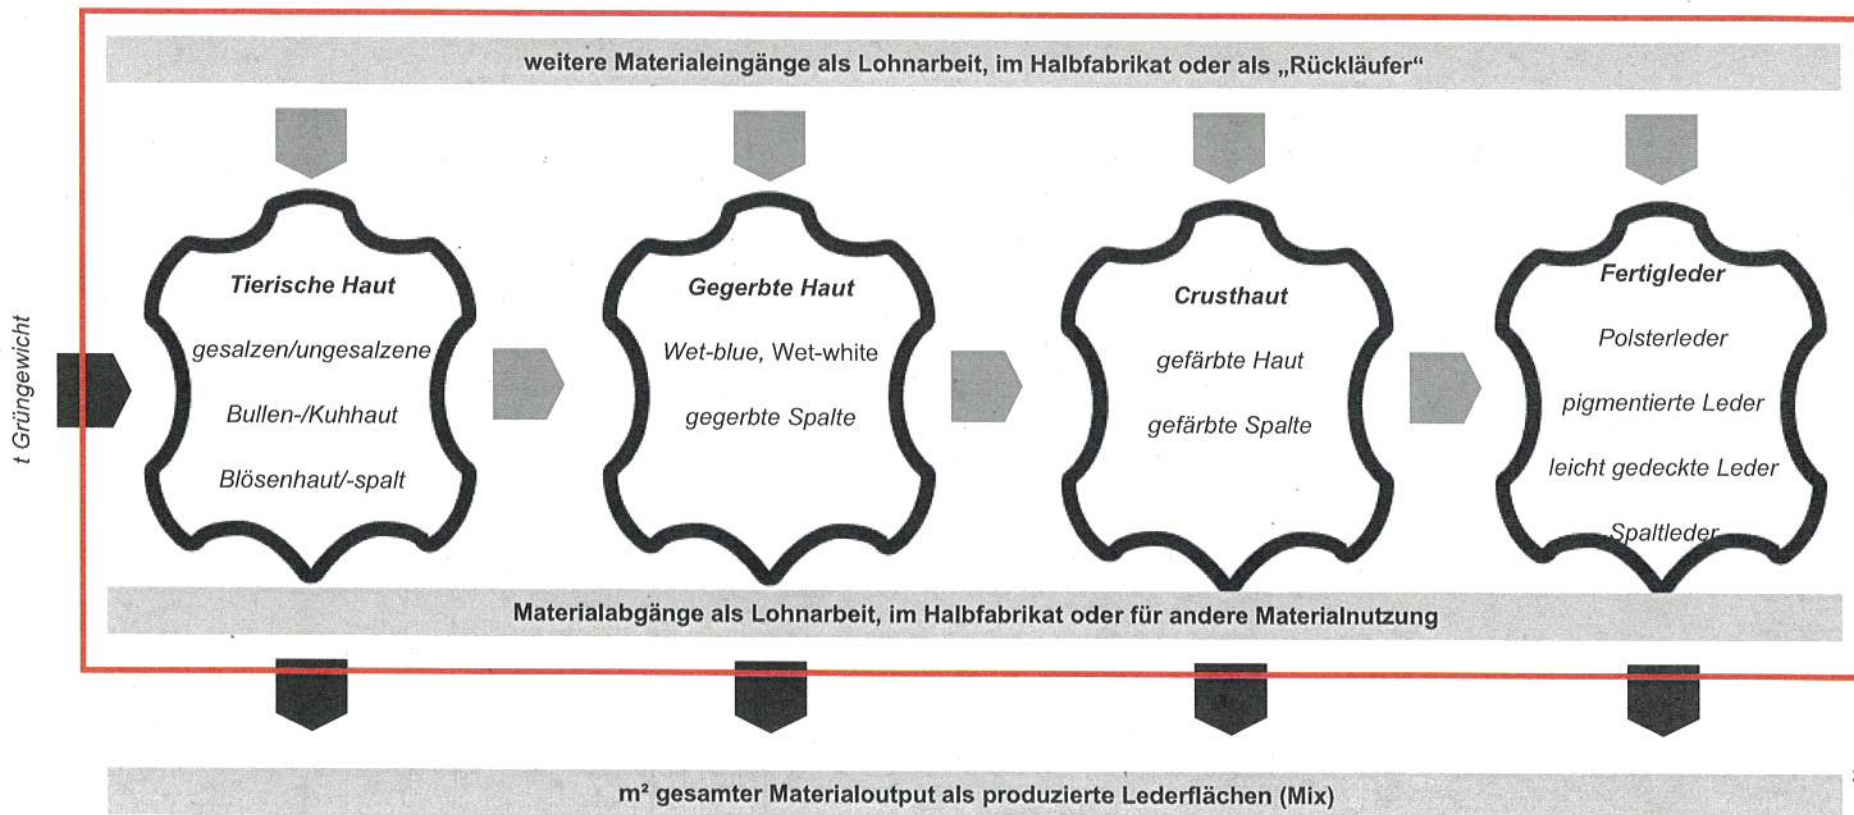 weitere Materialeingänge als Lohnarbeit, im Halbfabrikat oder als „Rückläufer“
t Grüngewicht
Tierische Haut
gesalzen/ungesalzene
Bullen-/Kuhhaut
Blösenhaut/-spalt
Gegerbte Haut
Wet-blue, Wet-white
gegerbte Spalte
Crusthaut
gefärbte Haut
gefärbte Spalte
Fertigleder
Polsterleder
pigmentierte Leder
leicht gedeckte Leder
Spaltleder
Materialabgänge als Lohnarbeit, im Halbfabrikat oder für andere Materialnutzung
m² gesamter Materialoutput als produzierte Lederflächen (Mix)